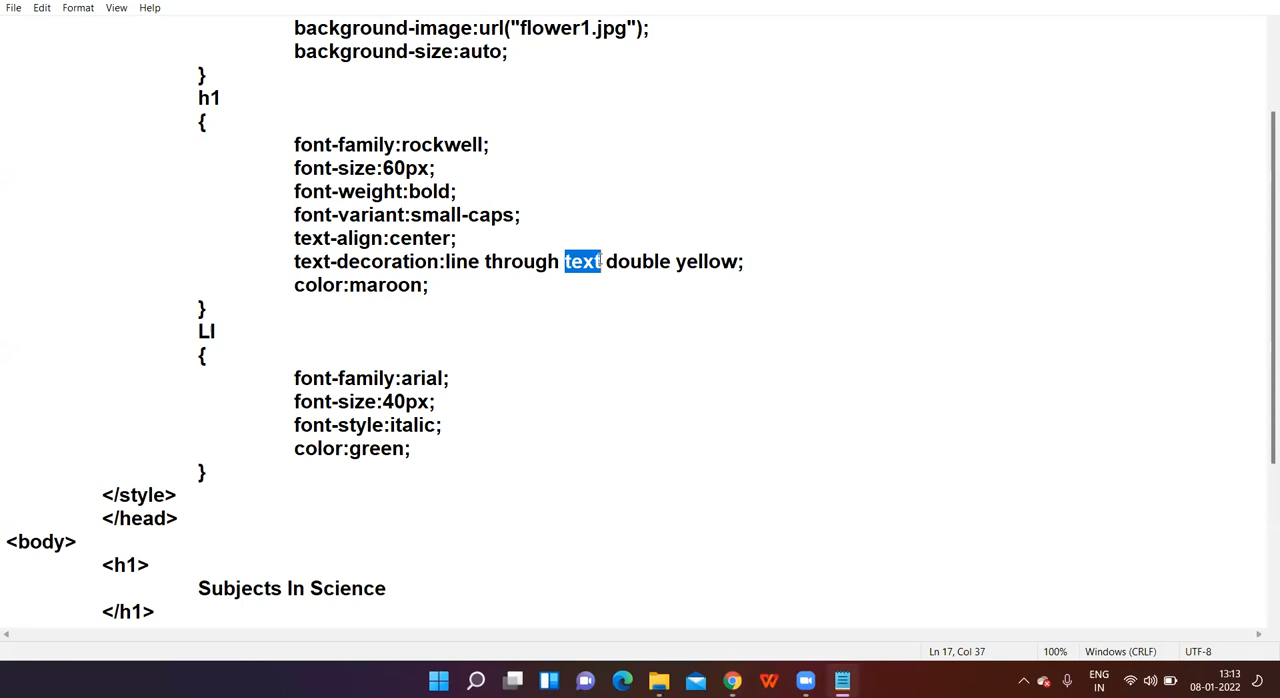 File Edit Format View Help
background-image:url("flower1.jpg");
background-size:auto;
}
h1
{
font-family:rockwell;
font-size:60px;
font-weight:bold;
font-variant:small-caps;
text-align:center;
text-decoration:line through text double yellow;
color:maroon;
}
LI
{
font-family:arial;
font-size:40px;
font-style:italic;
color:green;
}
</style>
</head>
<body>
<h1>
Subjects In Science
</h1>
Ln 17, Col 37 100% Windows (CRLF) UTF-8
W
ENG 13:13
IN 08-01-2022